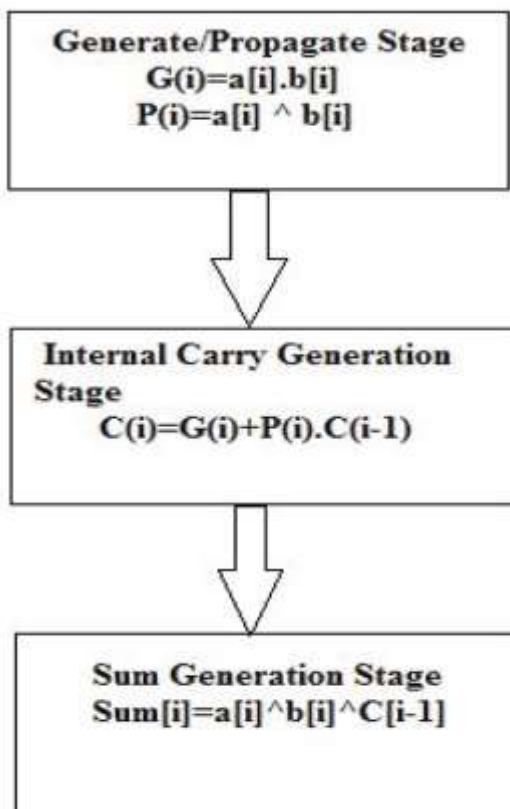 Generate/Propagate Stage
G(i)=a[i].b[i]
P(i)=a[i] ^ b[i]
Internal Carry Generation
Stage
C(i)=G(i)+P(i).C(i-1)
Sum Generation Stage
Sum[i]=a[i]^b[i]^C[i-1]